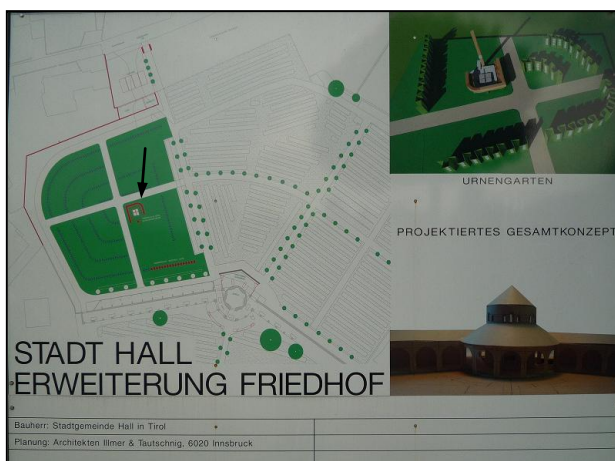 URNENGARTEN
PROJEKTIERTES GESAMTKONZEPT
STADT HALL
ERWEITERUNG FRIEDHOF
Bauherr: Stadtgemeinde Hall in Tirol
Planung: Architekten Illmer & Tautschnig, 6020 Innsbruck